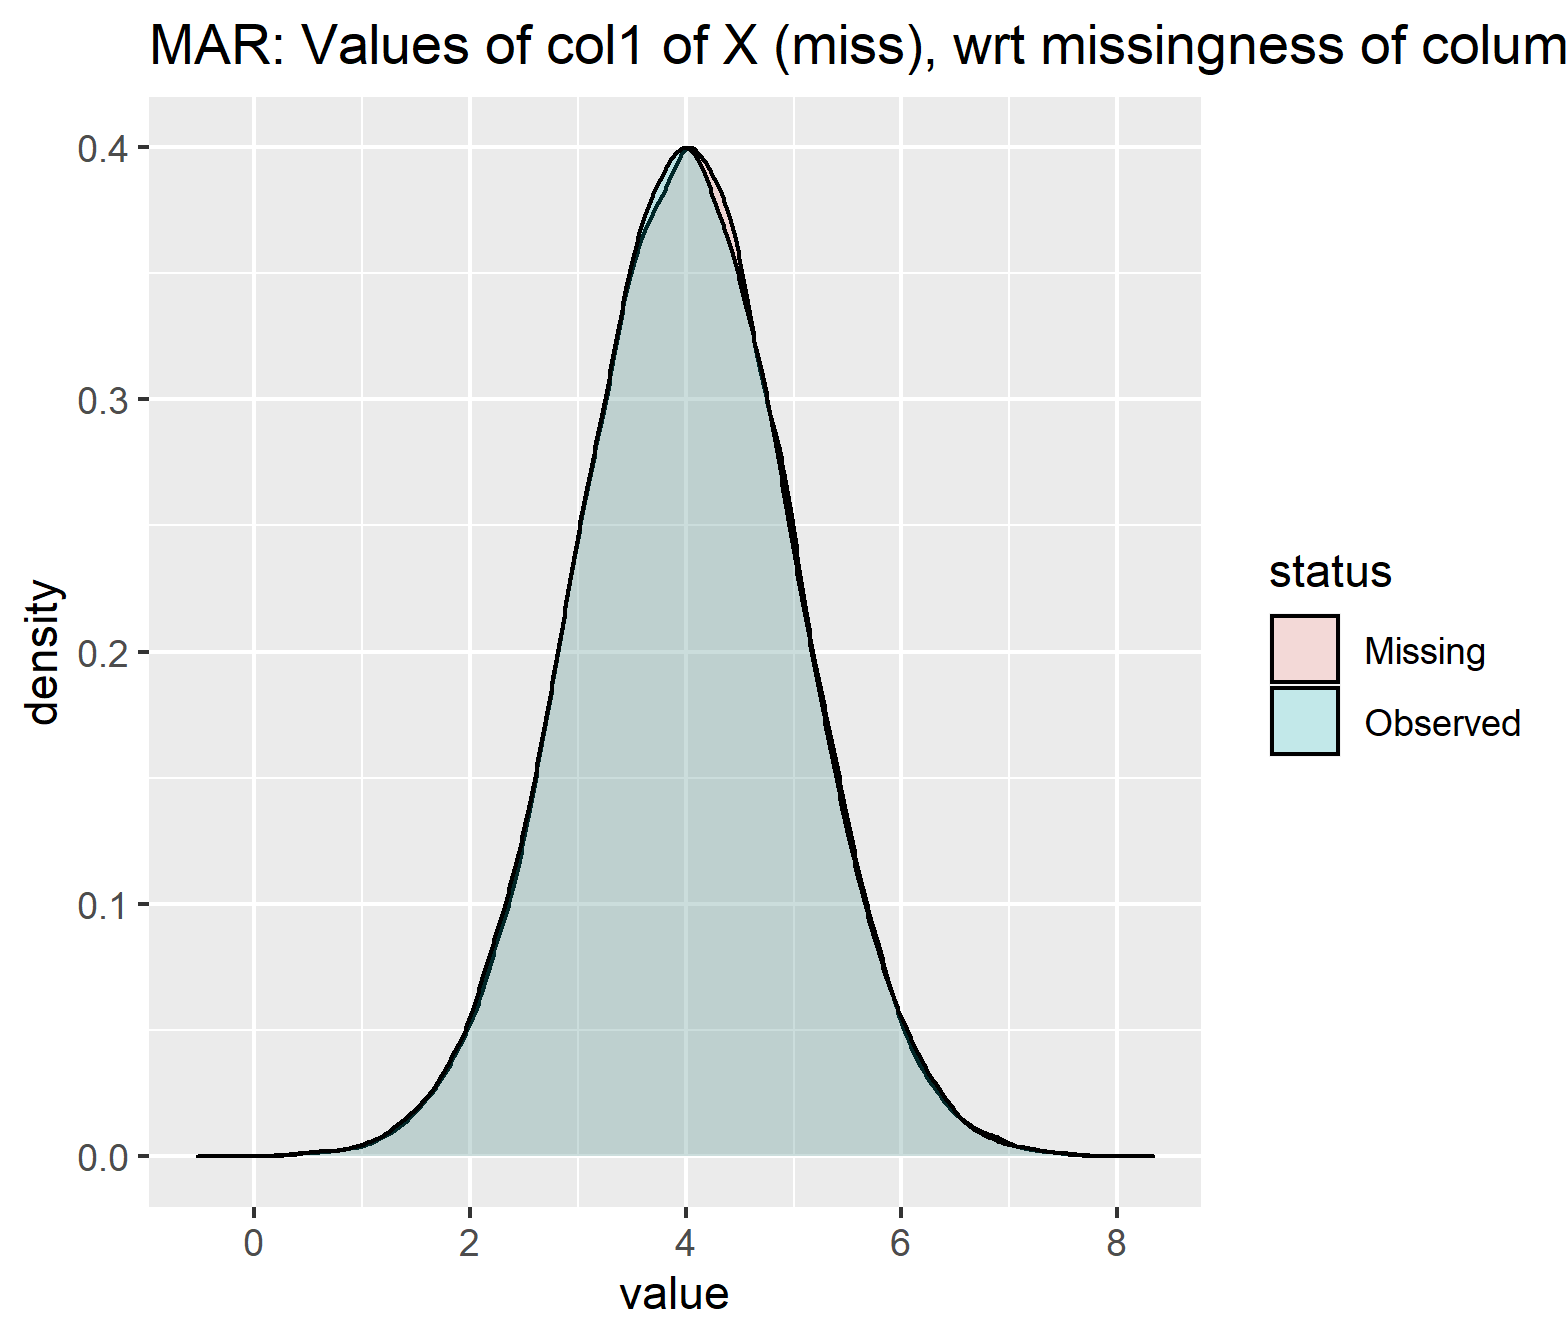 MAR: Values of col1 of X (miss), wrt missingness of colum
0.4
0.3
0.2
0.1
0.0
density
0 2 4 6 8
value
status
Missing
Observed